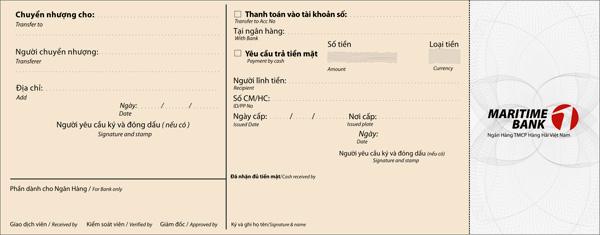 Chuyển nhượng cho:
Transfer to
Người chuyển nhượng:
Transferer
Địa chỉ:
Add
Ngày: / /
Date
Người yêu cầu ký và đóng dấu ( nếu có )
Signature and stamp
Phần dành cho Ngân Hàng / For Bank only
Giao dịch viên / Received by Kiểm soát viên / Verified by Giám đốc / Approved by
Thanh toán vào tài khoản số:
Transfer to Acc No
Tại ngân hàng:
With Bank
Yêu cầu trả tiền mặt
Payment by cash
Số tiền
Amount
Loại tiền
Currency
Người lĩnh tiền:
Recipient
Số CM/HC:
ID/PP No
Ngày cấp: / / Nơi cấp:
Issued Date Issued plate
Ngày:
Date
Người yêu cầu ký và đóng dấu (nếu có)
Signature and stamp
Đã nhận đủ tiền mặt/Cash received by
Ký và ghi họ tên/Signature & name
MARITIME
BANK
Ngân Hàng TMCP Hàng Hải Việt Nam